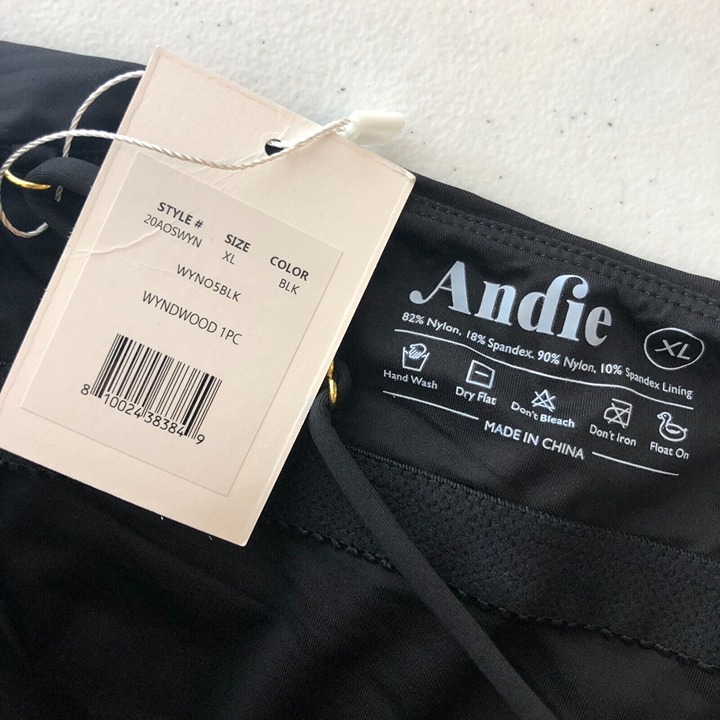 STYLE # SIZE COLOR
20AOSWYN XL BLK
WYNO5BLK
WYNDWOOD 1PC
8 10024 38384 9
Andie
XL
82% Nylon, 18% Spandex, 90% Nylon, 10% Spandex Lining
Hand Wash Dry Flat Don't Bleach Don't Iron Float On
MADE IN CHINA